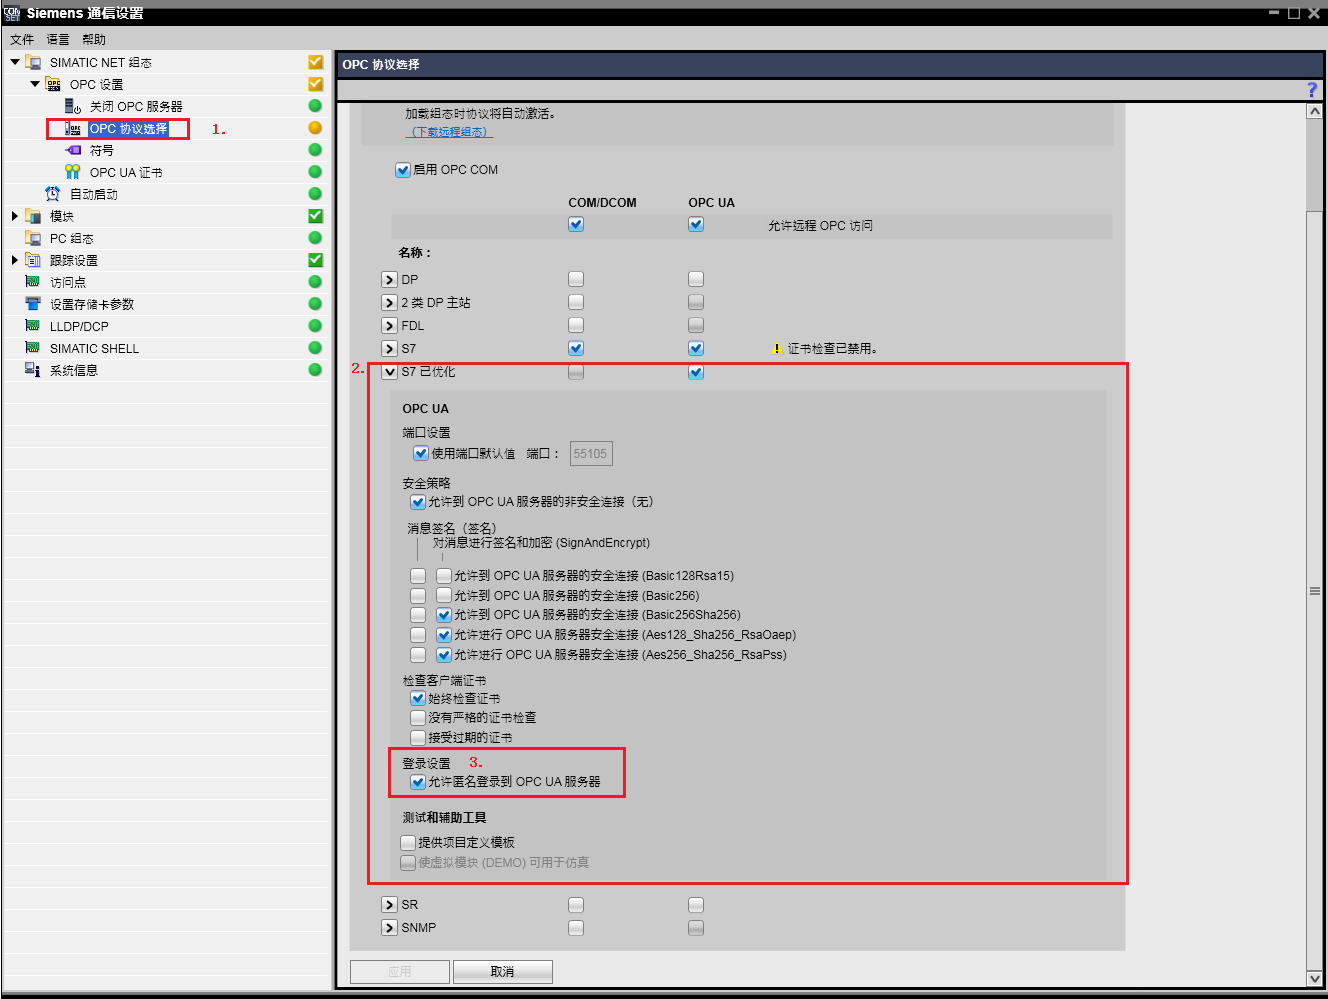 Siemens 通信设置
文件 语言 帮助
SIMATIC NET 组态
OPC 设置
关闭 OPC 服务器
OPC 协议选择 1.
符号
OPC UA 证书
自动启动
模块
PC 组态
跟踪设置
访问点
设置存储卡参数
LLDP/DCP
SIMATIC SHELL
系统信息
OPC 协议选择
?
加载组态时协议将自动激活。
（下载远程组态）
启用 OPC COM
COM/DCOM OPC UA
允许远程 OPC 访问
名称：
DP
2 类 DP 主站
FDL
S7 证书检查已禁用。
2. S7 已优化
OPC UA
端口设置
使用端口默认值 端口： 55105
安全策略
允许到 OPC UA 服务器的非安全连接（无）
消息签名（签名）
对消息进行签名和加密 (SignAndEncrypt)
允许到 OPC UA 服务器的安全连接 (Basic128Rsa15)
允许到 OPC UA 服务器的安全连接 (Basic256)
允许到 OPC UA 服务器的安全连接 (Basic256Sha256)
允许进行 OPC UA 服务器安全连接 (Aes128_Sha256_RsaOaep)
允许进行 OPC UA 服务器安全连接 (Aes256_Sha256_RsaPss)
检查客户端证书
始终检查证书
没有严格的证书检查
接受过期的证书
登录设置 3.
允许匿名登录到 OPC UA 服务器
测试和辅助工具
提供项目定义模板
使虚拟模块 (DEMO) 可用于仿真
SR
SNMP
应用 取消